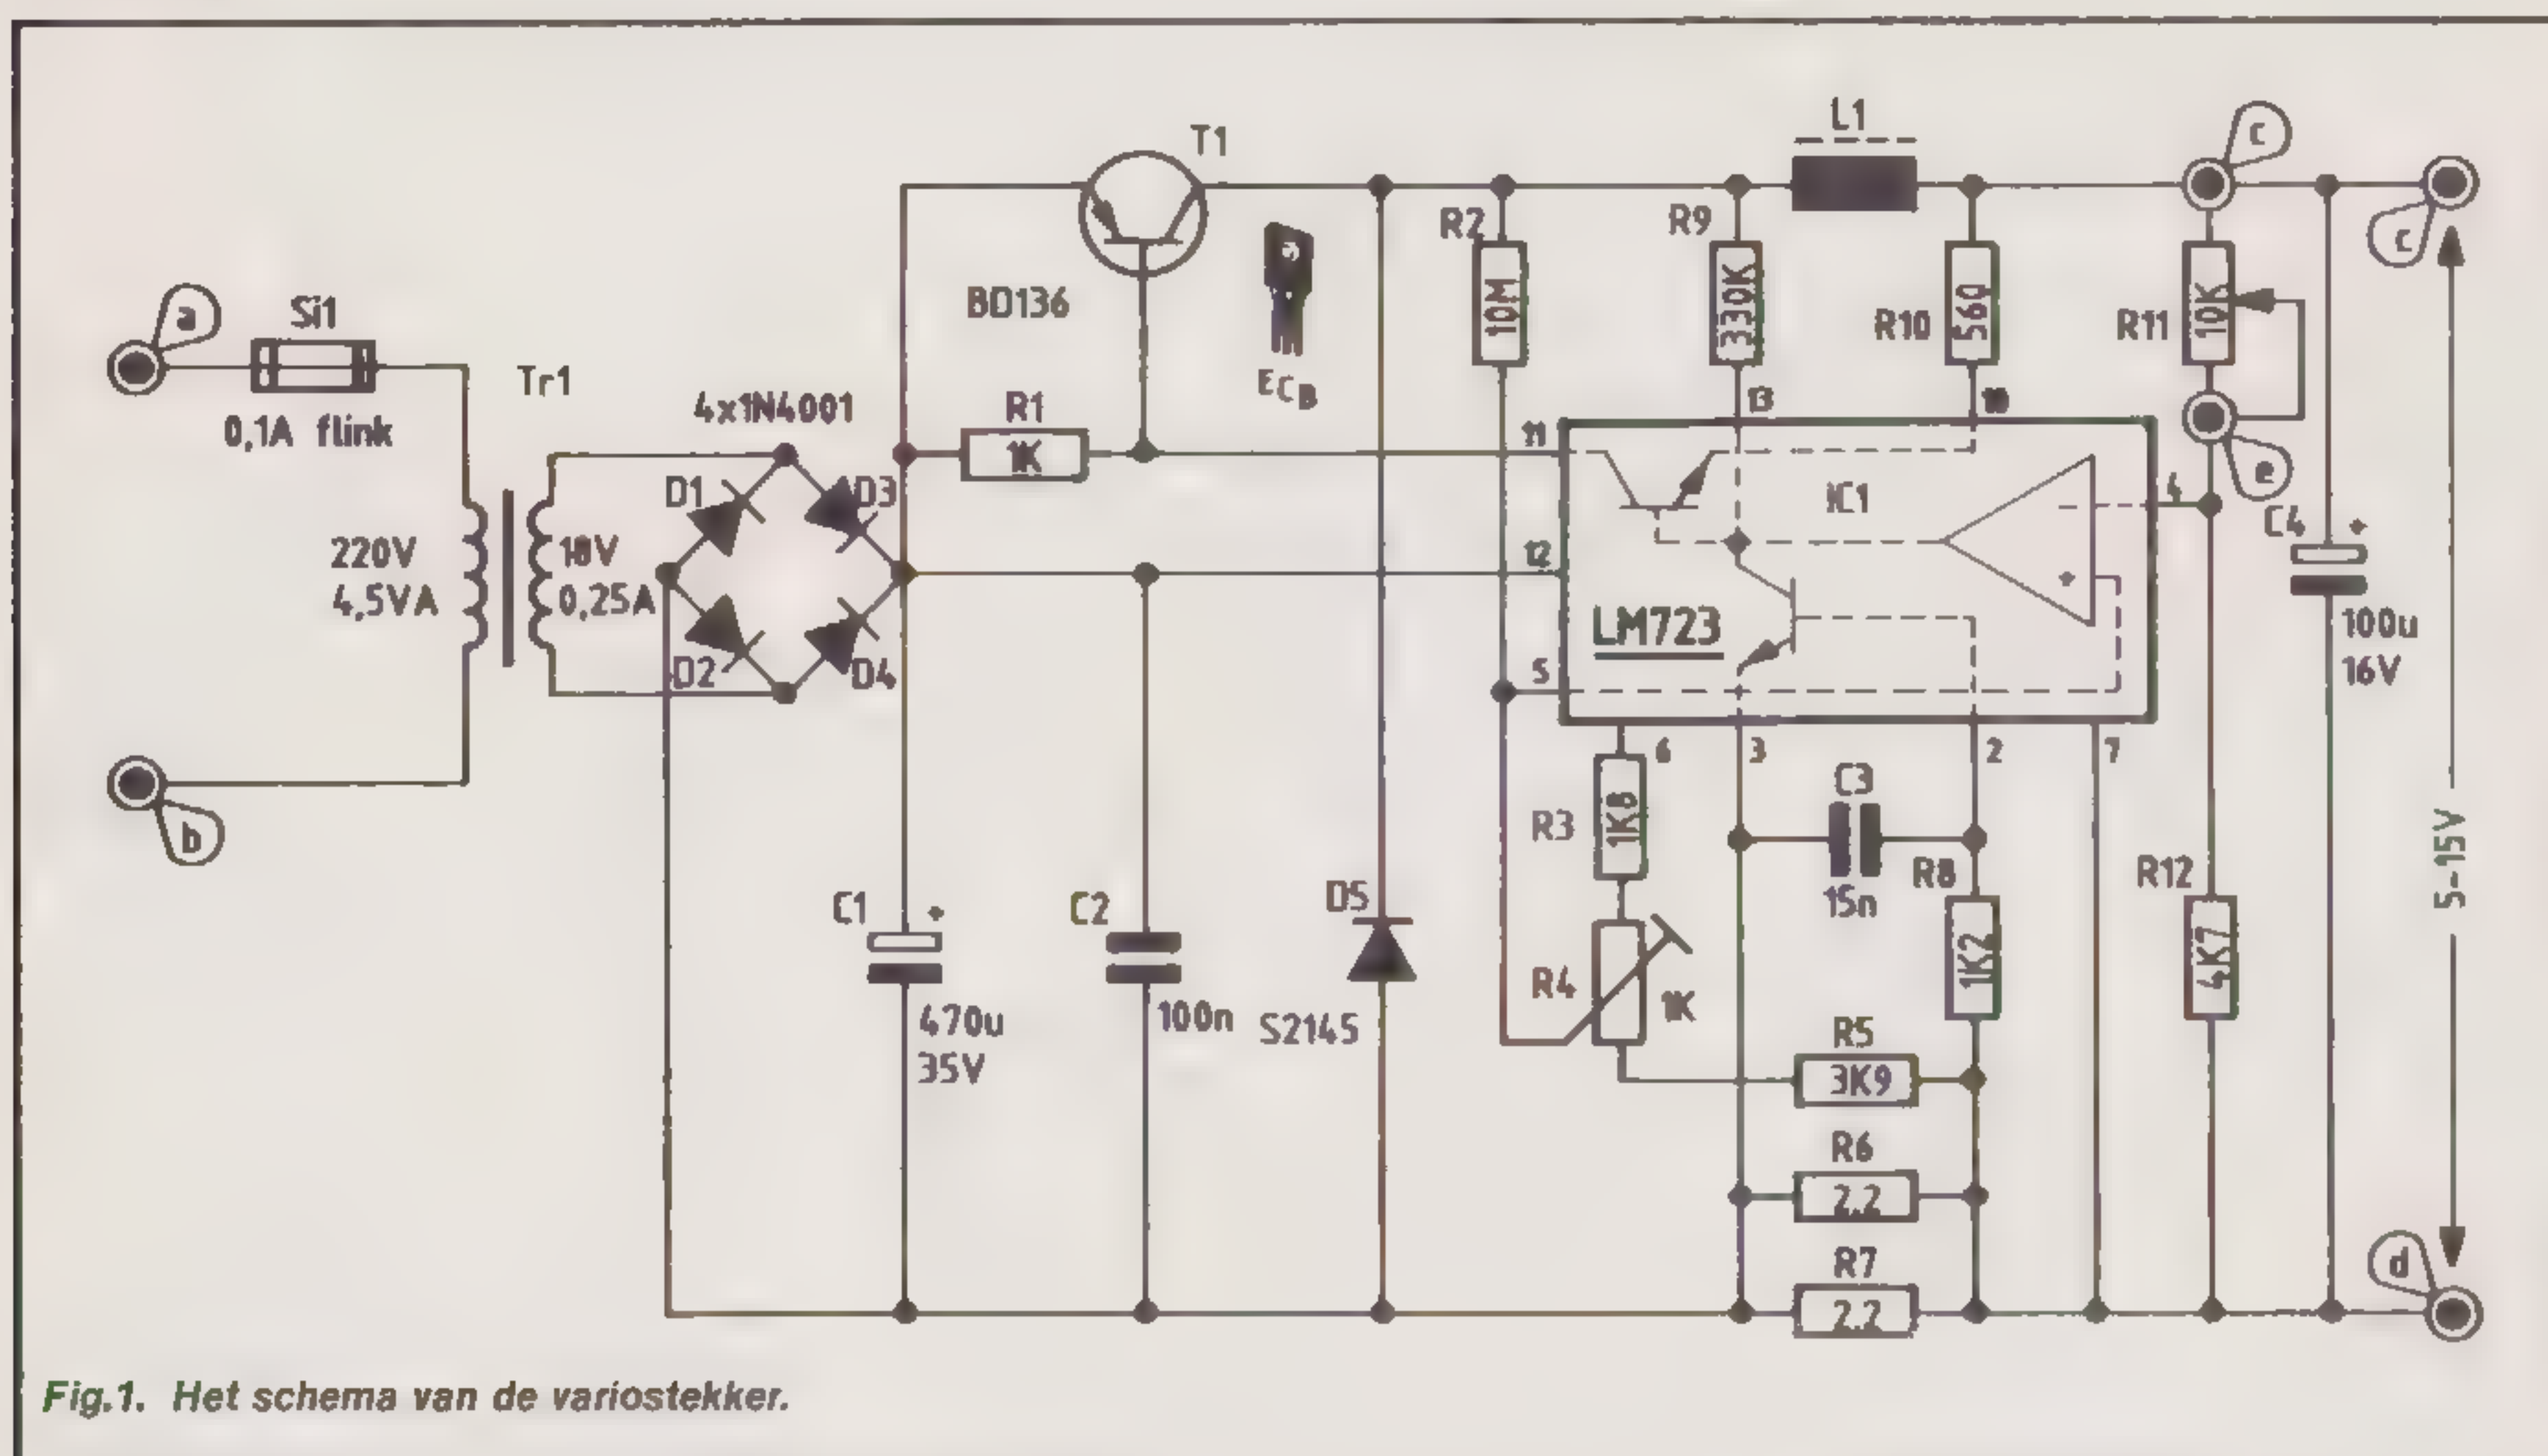 L1
c
T1
R2
R9
c
a
Si1
BD136
10M
330K
R10
560
R11
10K
0,1A flink
Tr1
4x1N4001
R1
1K
E C B
13
10
11
e
D1
D3
IC1
4
-
C4
+
220V
4,5VA
18V
0,25A
12
+
LM723
100u
16V
D2
D4
5
6
3
2
7
b
R3
1K8
C3
15n
R8
1K2
R12
4K7
5-15V
C1
+
470u
35V
C2
100n
D5
S2145
R4
1K
R5
3K9
R6
2.2
R7
2.2
d
Fig.1. Het schema van de variostekker.